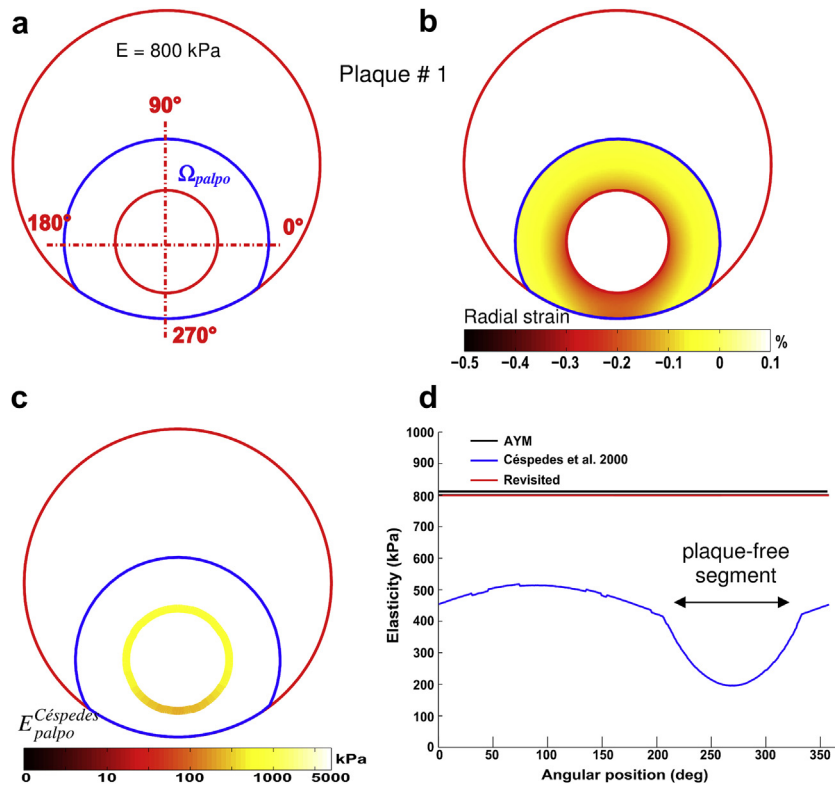 a
E = 800 kPa
90°
Ωpalpo
180°
0°
270°
Plaque # 1
b
Radial strain
%
−0.5 −0.4 −0.3 −0.2 −0.1 0 0.1
c
E Céspedes palpo
kPa
0 10 100 1000 5000
d
AYM
Céspedes et al. 2000
Revisited
plaque-free
segment
Elasticity (kPa)
1000
900
800
700
600
500
400
300
200
100
0
0 50 100 150 200 250 300 350
Angular position (deg)